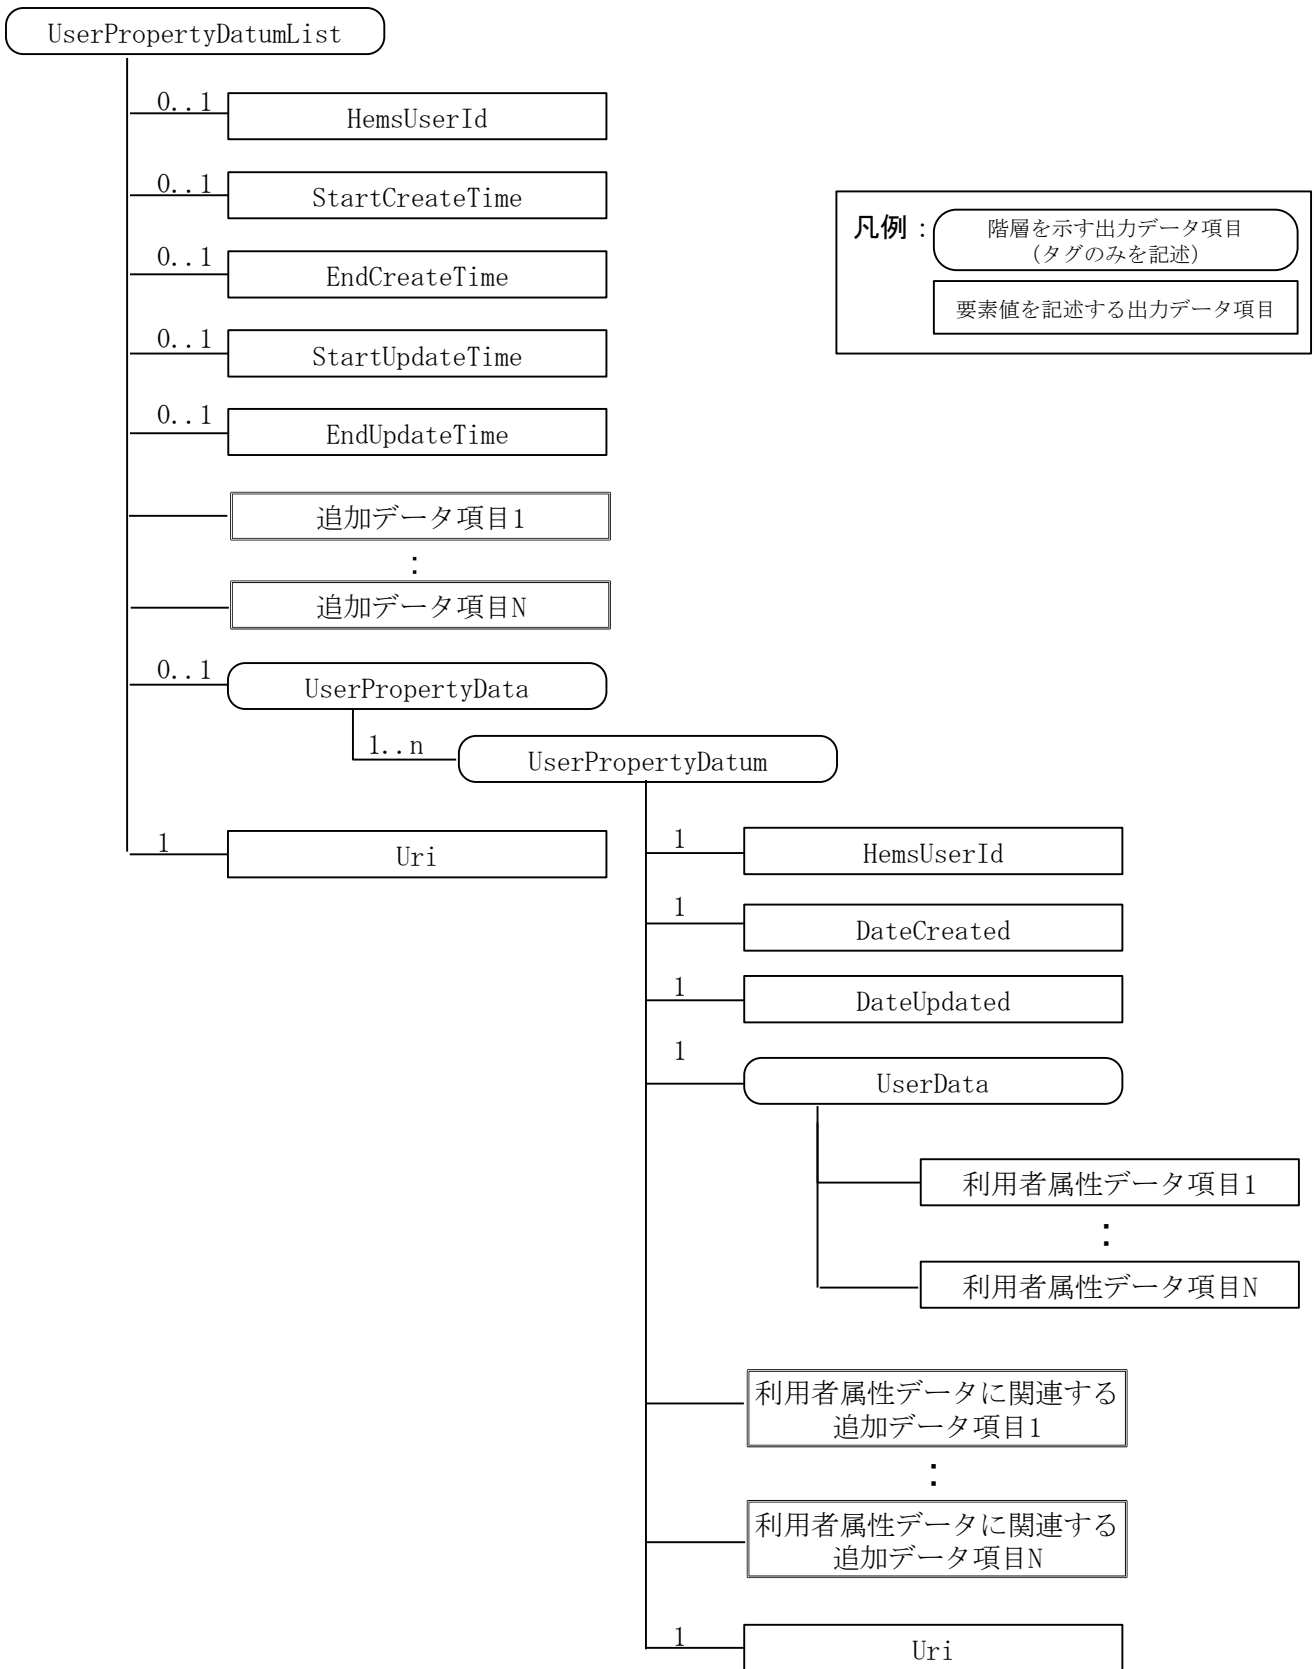 UserPropertyDatumList
0..1
HemsUserId
0..1
StartCreateTime
0..1
EndCreateTime
0..1
StartUpdateTime
0..1
EndUpdateTime
追加データ項目1
:
追加データ項目N
0..1
UserPropertyData
1..n
UserPropertyDatum
1
Uri
1
HemsUserId
1
DateCreated
1
DateUpdated
1
UserData
利用者属性データ項目1
:
利用者属性データ項目N
利用者属性データに関連する
追加データ項目1
:
利用者属性データに関連する
追加データ項目N
1
Uri
凡例：
階層を示す出力データ項目
（タグのみを記述）
要素値を記述する出力データ項目